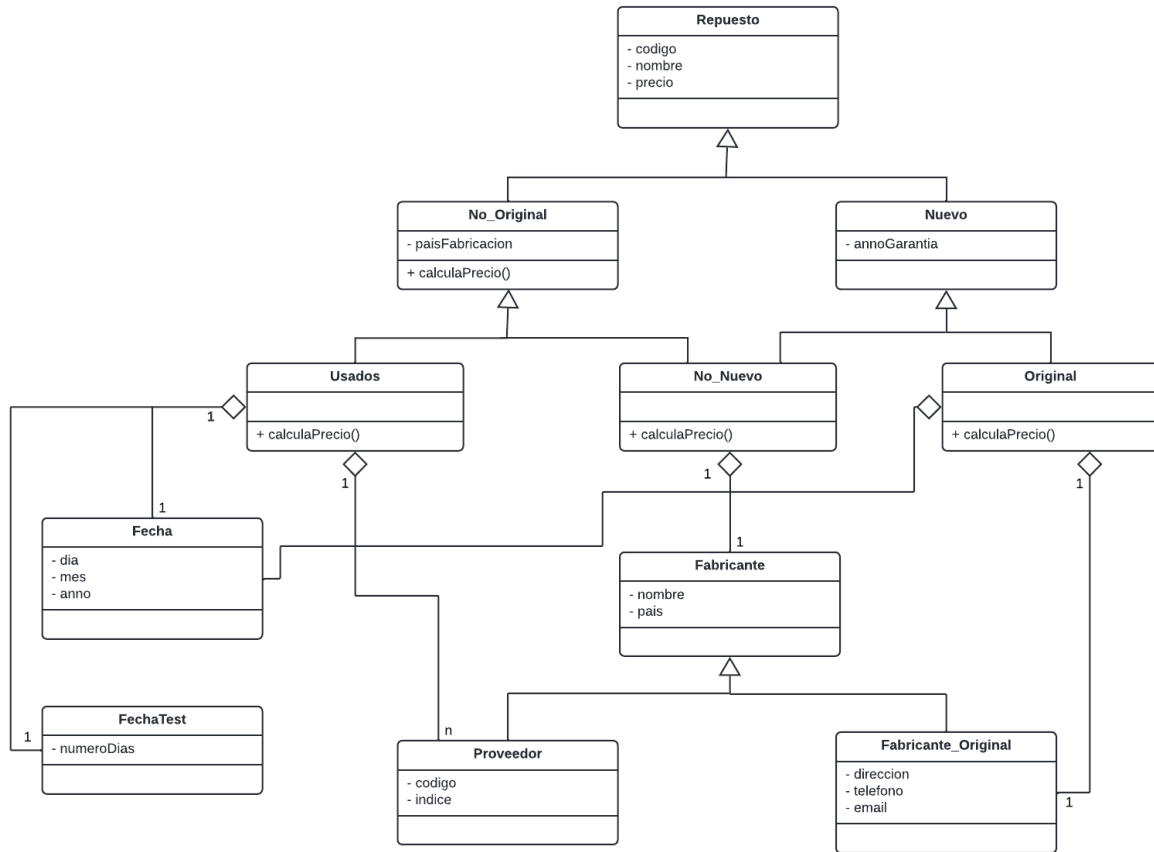 Repuesto
- codigo
- nombre
- precio
No_Original
- paisFabricacion
+ calculaPrecio()
Nuevo
- annoGarantia
Usados
+ calculaPrecio()
No_Nuevo
+ calculaPrecio()
Original
+ calculaPrecio()
1
1
1
1
1
Fecha
- dia
- mes
- anno
1
Fabricante
- nombre
- pais
FechaTest
- numeroDias
1
n
Proveedor
- codigo
- indice
Fabricante_Original
- direccion
- telefono
- email
1